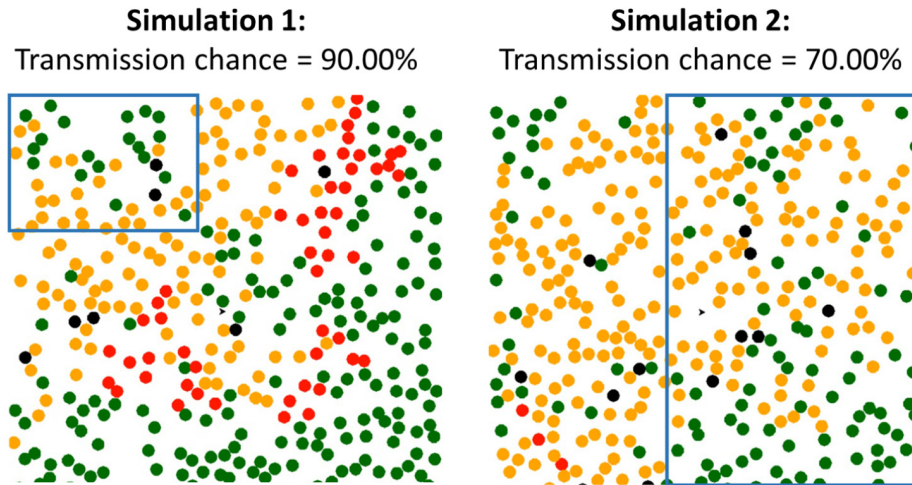 Simulation 1:
Transmission chance = 90.00%
Simulation 2:
Transmission chance = 70.00%